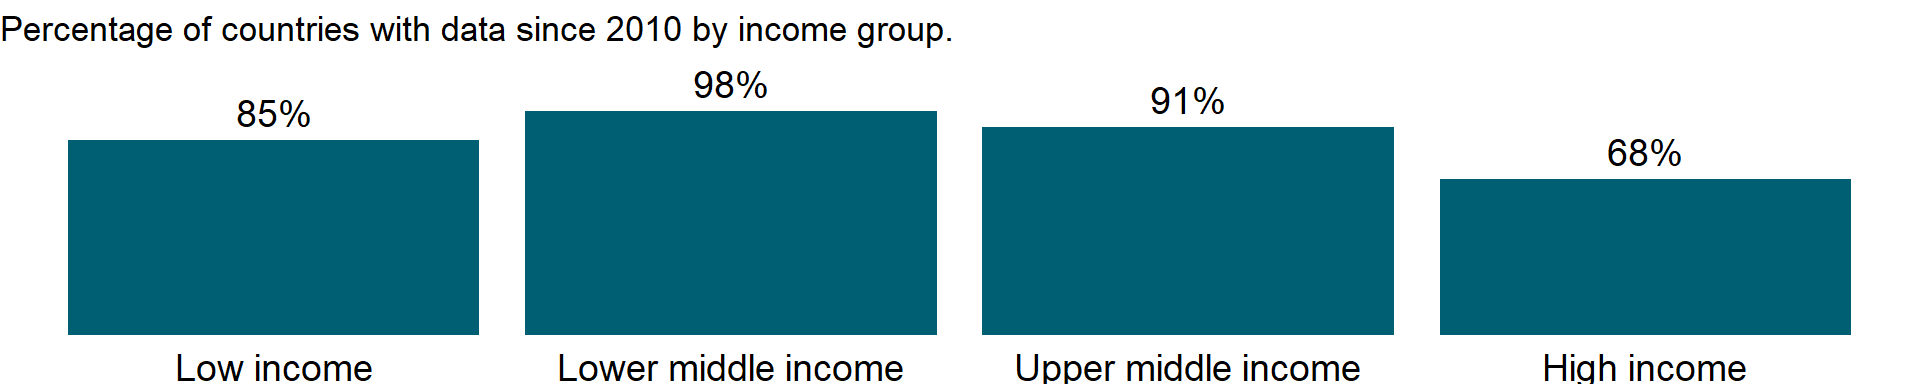 Percentage of countries with data since 2010 by income group.
85%
98%
91%
68%
Low income
Lower middle income
Upper middle income
High income